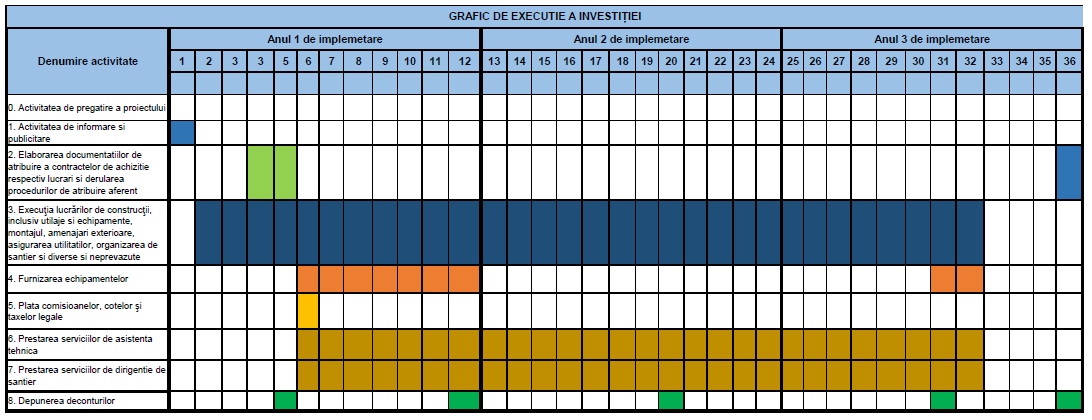 GRAFIC DE EXECUTIE A INVESTIȚIEI
Denumire activitate
Anul 1 de implemetare
Anul 2 de implemetare
Anul 3 de implemetare
1 2 3 3 5 6 7 8 9 10 11 12 13 14 15 16 17 18 19 20 21 22 23 24 25 26 27 28 29 30 31 32 33 34 35 36
0. Activitatea de pregatire a proiectului
1. Activitatea de informare si
publicitare
2. Elaborarea documentatiilor de
atribuire a contractelor de achizitie
respectiv lucrari si derularea
procedurilor de atribuire aferent
3. Execuţia lucrărilor de construcţii,
inclusiv utilaje si echipamente,
montajul, amenajari exterioare,
asigurarea utilitatilor, organizarea de
santier si diverse si neprevazute
4. Furnizarea echipamentelor
5. Plata comisioanelor, cotelor şi
taxelor legale
6. Prestarea serviciilor de asistenta
tehnica
7. Prestarea serviciilor de dirigentie de
santier
8. Depunerea deconturilor